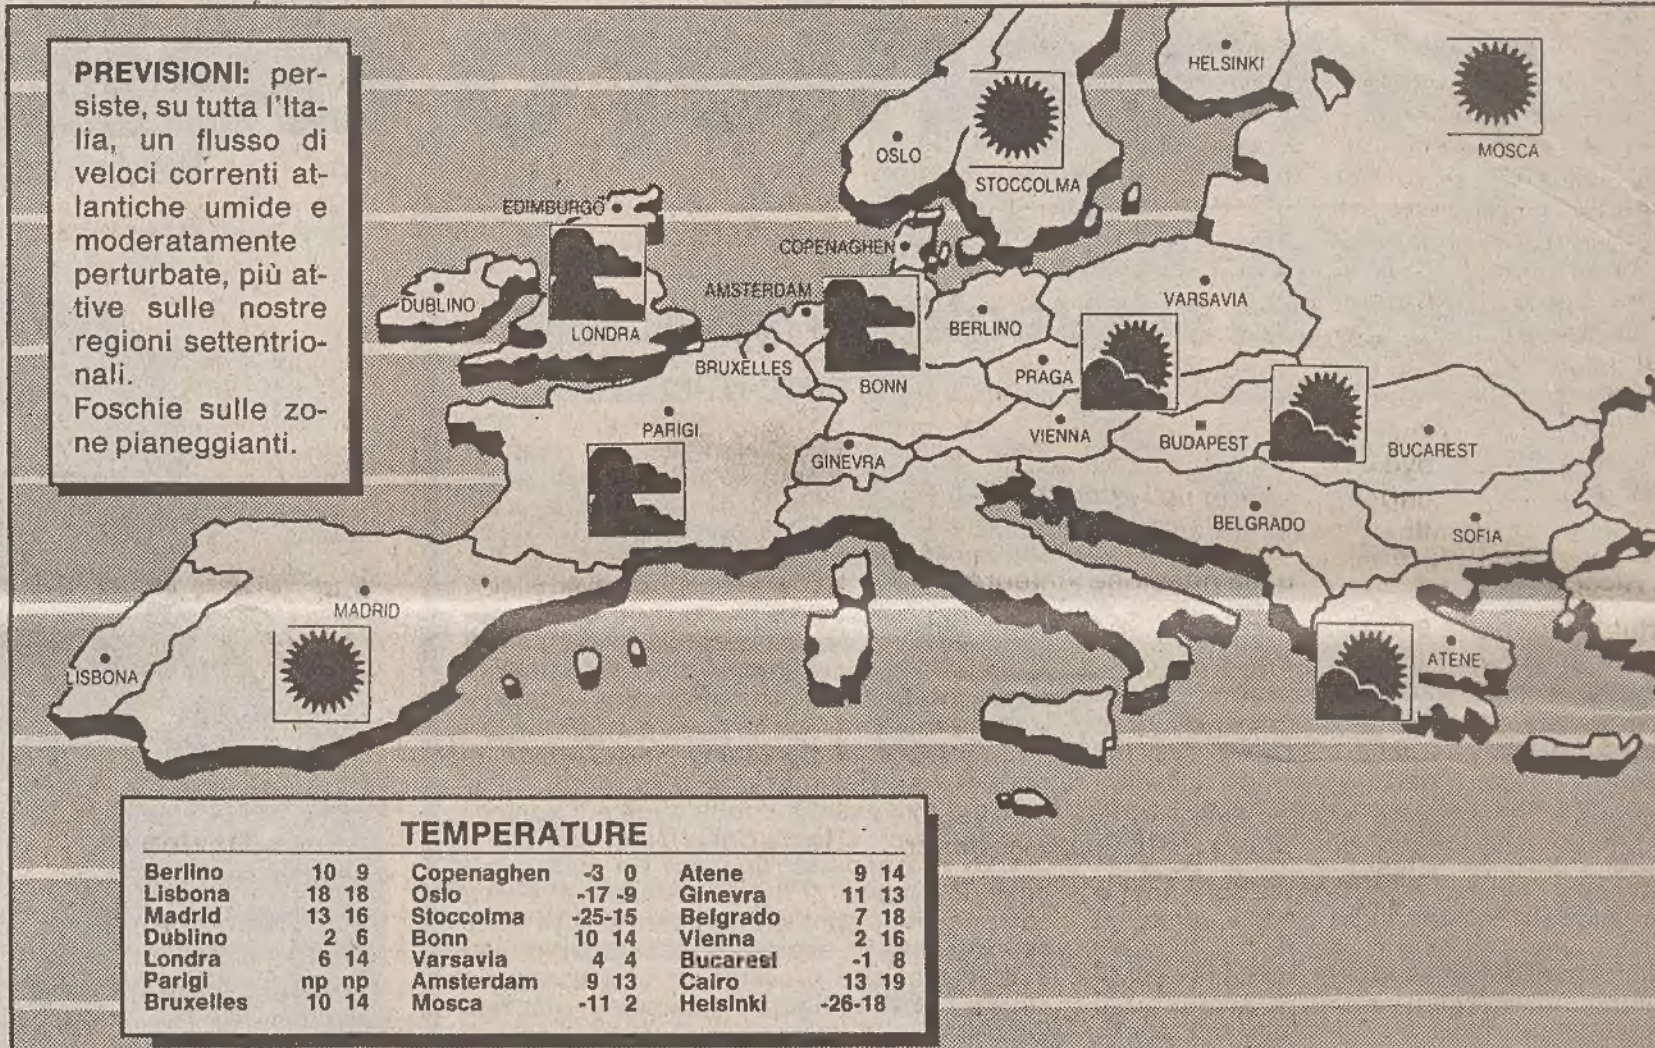 PREVISIONI: per-
siste, su tutta l'Ita-
lia, un flusso di
veloci correnti at-
lantiche umide e
moderatamente
perturbate, più at-
tive sulle nostre
regioni settentrio-
nali.
Foschie sulle zo-
ne pianeggianti.
HELSINKI
MOSCA
OSLO
STOCCOLMA
EDIMBURGO
COPENAGHEN
DUBLINO
AMSTERDAM
VARSAVIA
LONDRA
BERLINO
BRUXELLES
BONN
PRAGA
PARIGI
GINEVRA
VIENNA
BUDAPEST
BUCAREST
BELGRADO
SOFIA
MADRID
LISBONA
ATENE
TEMPERATURE
Berlino 10 9 Copenaghen -3 0 Atene 9 14
Lisbona 18 18 Oslo -17 -9 Ginevra 11 13
Madrid 13 16 Stoccolma -25-15 Belgrado 7 18
Dublino 2 6 Bonn 10 14 Vienna 2 16
Londra 6 14 Varsavia 4 4 Bucarest -1 8
Parigi np np Amsterdam 9 13 Cairo 13 19
Bruxelles 10 14 Mosca -11 2 Helsinki -26-18